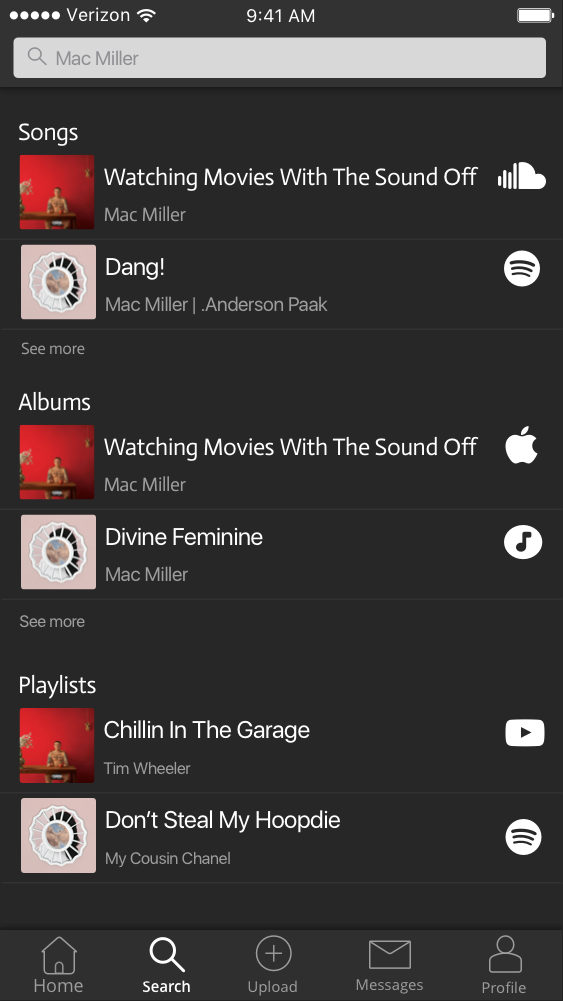 Verizon 9:41 AM
Mac Miller
Songs
Watching Movies With The Sound Off
Mac Miller
Dang!
Mac Miller | .Anderson Paak
See more
Albums
Watching Movies With The Sound Off
Mac Miller
Divine Feminine
Mac Miller
See more
Playlists
Chillin In The Garage
Tim Wheeler
Don’t Steal My Hoopdie
My Cousin Chanel
Home Search Upload Messages Profile